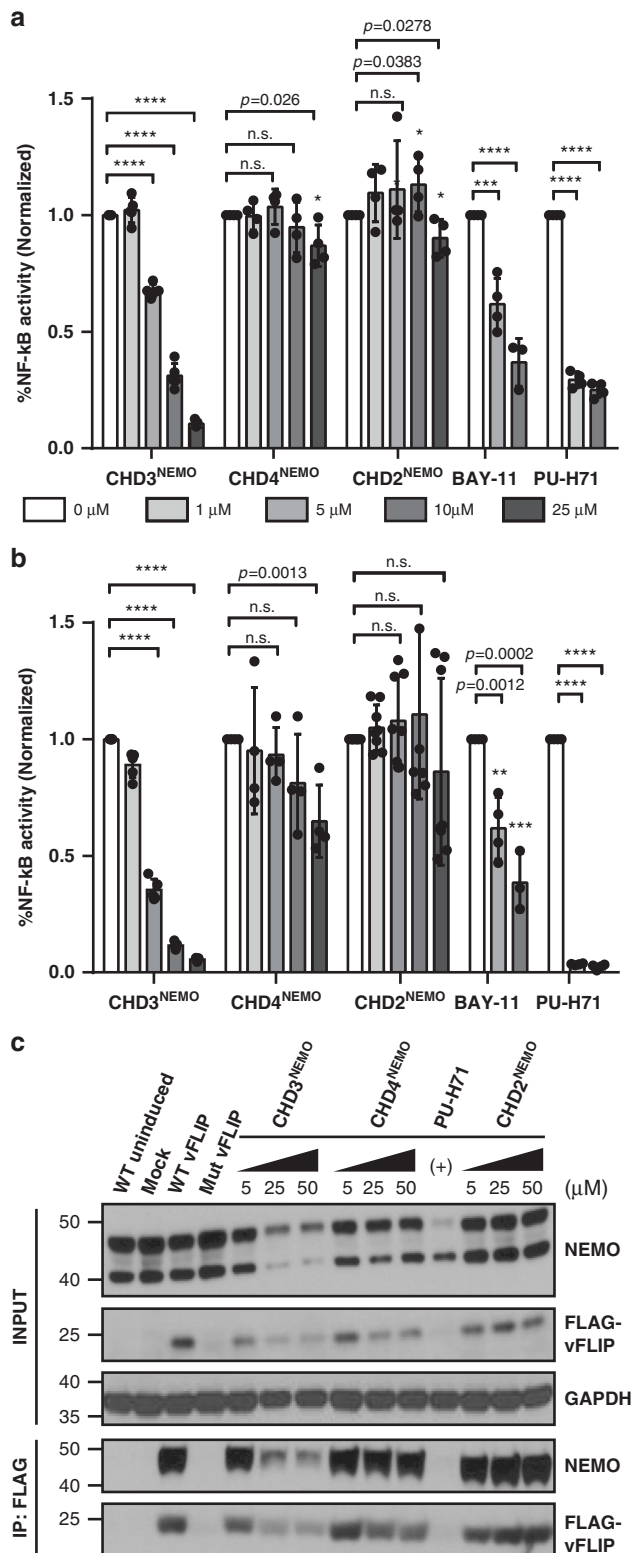 a
p=0.0278
p=0.0383
n.s.
p=0.026
n.s.
n.s.
****
****
****
****
***
****
****
*
*
*
%NF-kB activity (Normalized)
1.5
1.0
0.5
0.0
CHD3NEMO CHD4NEMO CHD2NEMO BAY-11 PU-H71
0 μM 1 μM 5 μM 10μM 25 μM
b
n.s.
n.s.
n.s.
p=0.0013
n.s.
n.s.
****
****
****
p=0.0002
p=0.0012
****
****
**
***
%NF-kB activity (Normalized)
1.5
1.0
0.5
0.0
CHD3NEMO CHD4NEMO CHD2NEMO BAY-11 PU-H71
c
WT uninduced
Mock
WT vFLIP
Mut vFLIP
CHD3NEMO
CHD4NEMO
PU-H71
CHD2NEMO
(+)
5 25 50 5 25 50 5 25 50 (μM)
INPUT
50
40
NEMO
25
FLAG-
vFLIP
40
35
GAPDH
IP: FLAG
50
40
NEMO
25
FLAG-
vFLIP